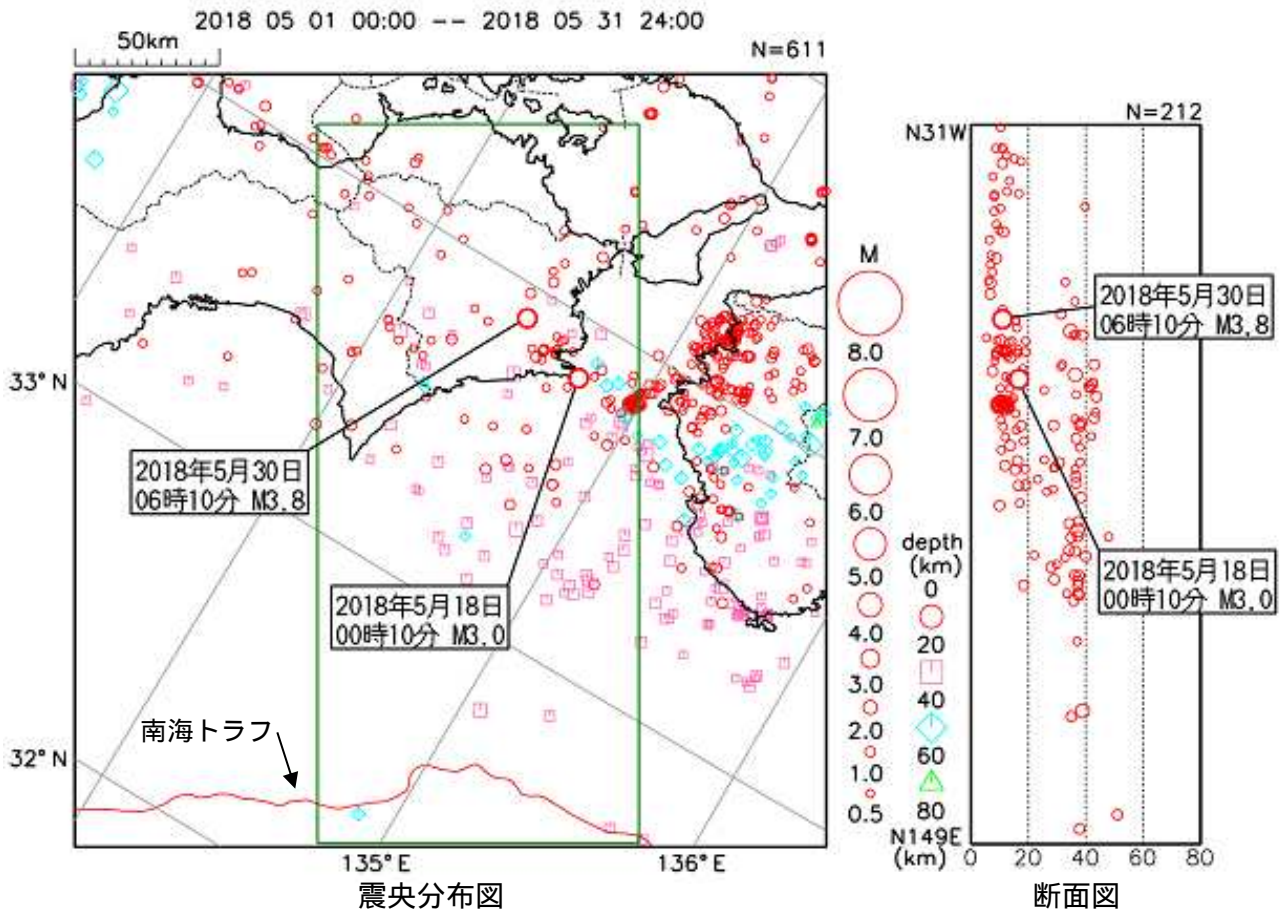 2018 05 01 00:00 -- 2018 05 31 24:00
50km
N=611
33°N
32°N
135°E
136°E
2018年5月30日
06時10分 M3.8
2018年5月18日
00時10分 M3.0
南海トラフ
震央分布図
M
8.0
7.0
6.0
5.0
4.0
3.0
2.0
1.0
0.5
depth
(km)
0
20
40
60
80
N=212
N31W
2018年5月30日
06時10分 M3.8
2018年5月18日
00時10分 M3.0
N149E
(km)
0 20 40 60 80
断面図